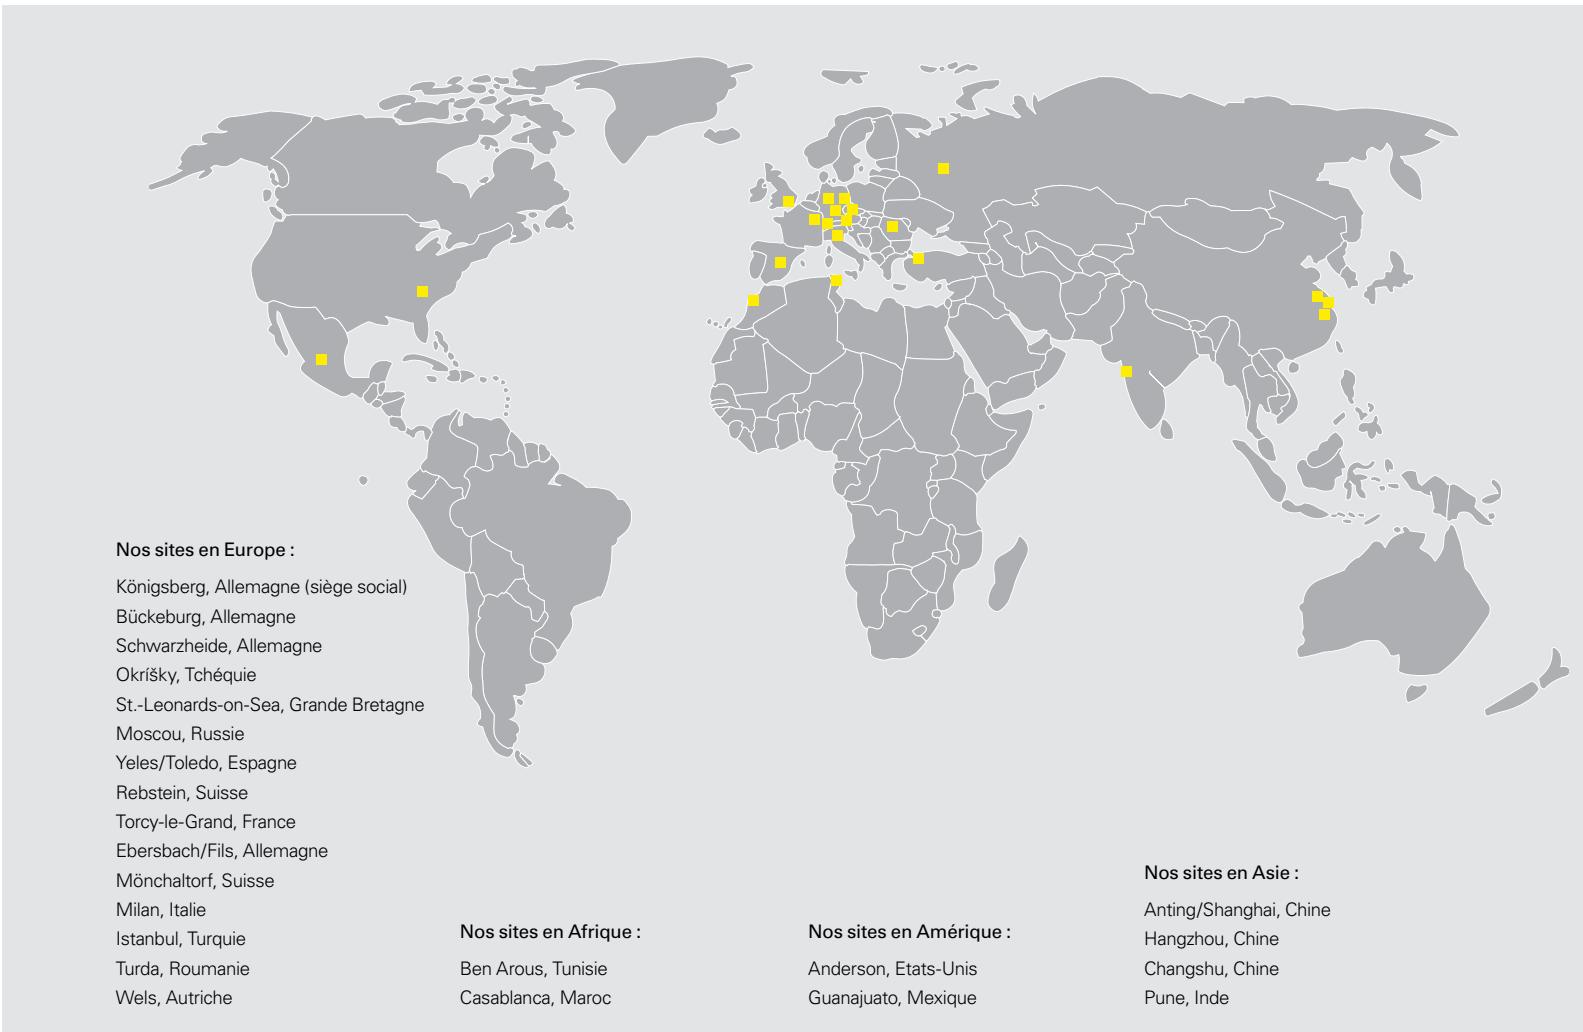 Nos sites en Europe :
Königsberg, Allemagne (siège social)
Bückeburg, Allemagne
Schwarzheide, Allemagne
Okríšky, Tchéquie
St.-Leonards-on-Sea, Grande Bretagne
Moscou, Russie
Yeles/Toledo, Espagne
Rebstein, Suisse
Torcy-le-Grand, France
Ebersbach/Fils, Allemagne
Mönchaltorf, Suisse
Milan, Italie
Istanbul, Turquie
Turda, Roumanie
Wels, Autriche
Nos sites en Afrique :
Ben Arous, Tunisie
Casablanca, Maroc
Nos sites en Amérique :
Anderson, Etats-Unis
Guanajuato, Mexique
Nos sites en Asie :
Anting/Shanghai, Chine
Hangzhou, Chine
Changshu, Chine
Pune, Inde